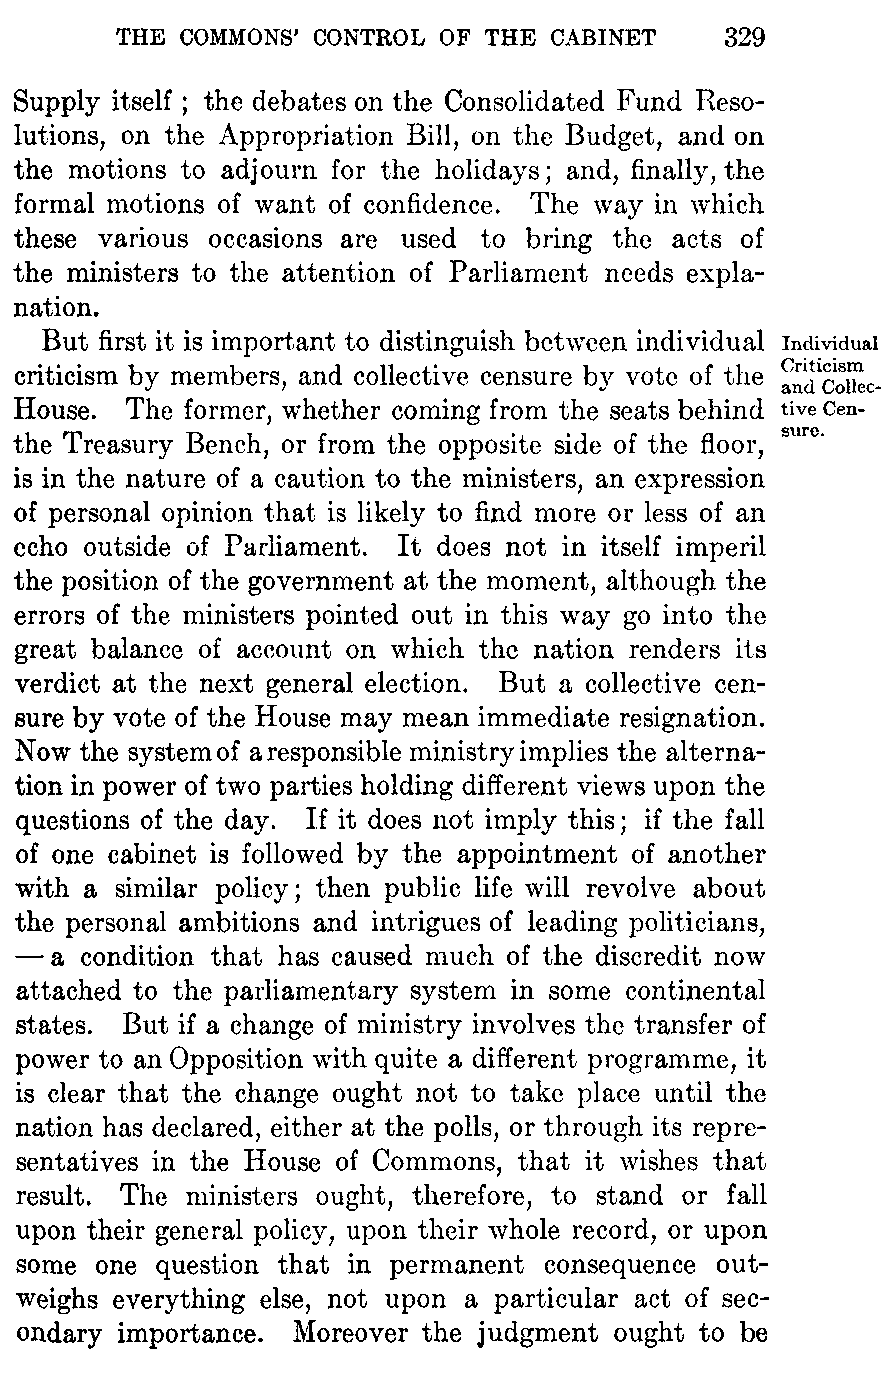 THE COMMONS' CONTROL OF THE CABINET 329
Supply itself ; the debates on the Consolidated Fund Reso-
lutions, on the Appropriation Bill, on the Budget, and on
the motions to adjourn for the holidays; and, finally, the
formal motions of want of confidence. The way in which
these various occasions are used to bring the acts of
the ministers to the attention of Parliament needs expla-
nation.
But first it is important to distinguish between individual
criticism by members, and collective censure by vote of the
House. The former, whether coming from the seats behind
the Treasury Bench, or from the opposite side of the floor,
is in the nature of a caution to the ministers, an expression
of personal opinion that is likely to find more or less of an
echo outside of Parliament. It does not in itself imperil
the position of the government at the moment, although the
errors of the ministers pointed out in this way go into the
great balance of account on which the nation renders its
verdict at the next general election. But a collective cen-
sure by vote of the House may mean immediate resignation.
Now the system of a responsible ministry implies the alterna-
tion in power of two parties holding different views upon the
questions of the day. If it does not imply this; if the fall
of one cabinet is followed by the appointment of another
with a similar policy; then public life will revolve about
the personal ambitions and intrigues of leading politicians,
— a condition that has caused much of the discredit now
attached to the parliamentary system in some continental
states. But if a change of ministry involves the transfer of
power to an Opposition with quite a different programme, it
is clear that the change ought not to take place until the
nation has declared, either at the polls, or through its repre-
sentatives in the House of Commons, that it wishes that
result. The ministers ought, therefore, to stand or fall
upon their general policy, upon their whole record, or upon
some one question that in permanent consequence out-
weighs everything else, not upon a particular act of sec-
ondary importance. Moreover the judgment ought to be
Individual
Criticism
and Collec-
tive Cen-
sure.